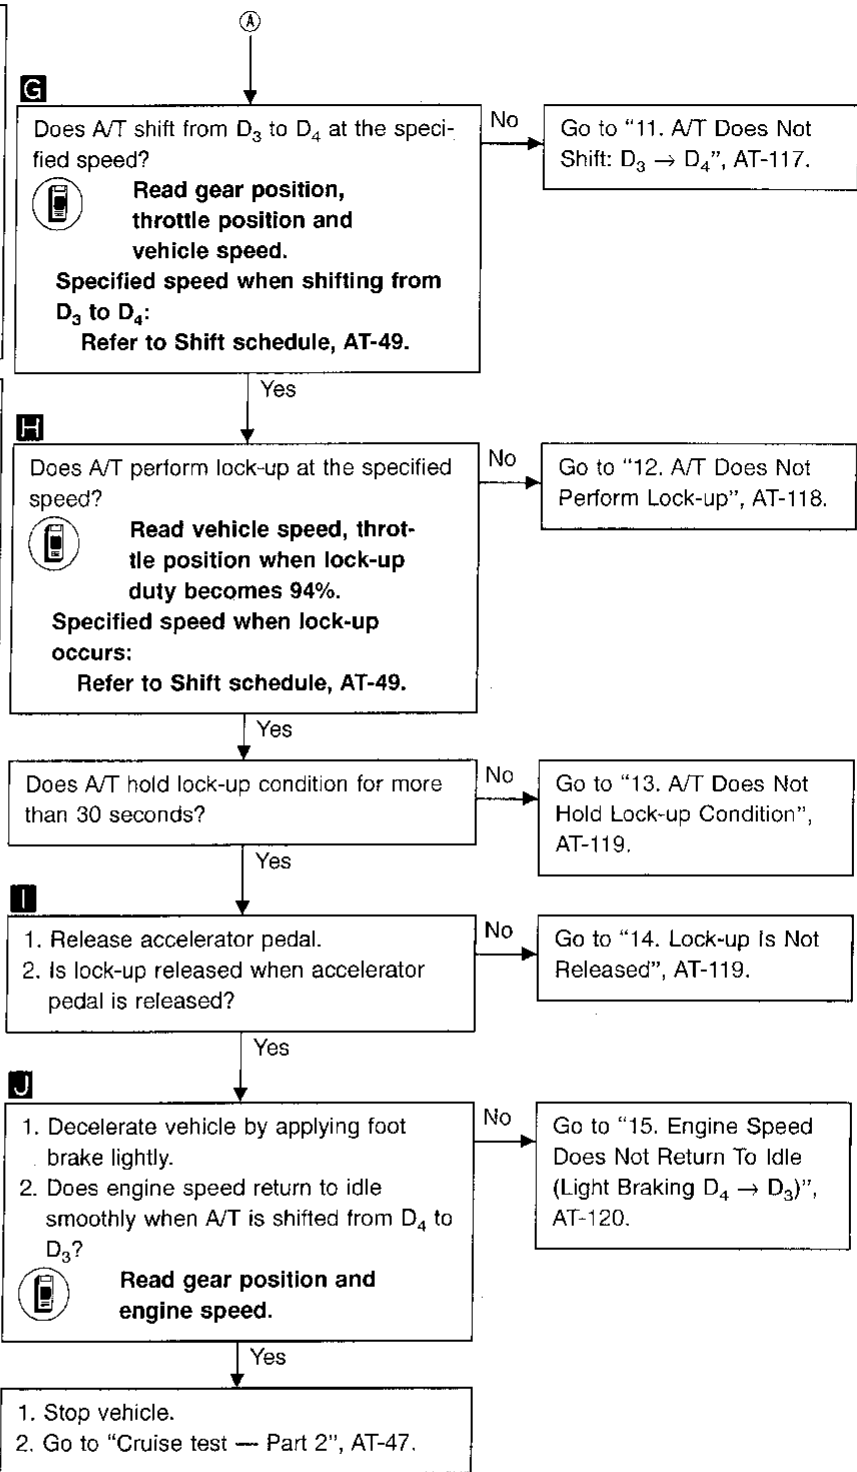 Ⓐ
G
Does A/T shift from D3 to D4 at the speci-
fied speed?
Read gear position,
throttle position and
vehicle speed.
Specified speed when shifting from
D3 to D4:
Refer to Shift schedule, AT-49.
No
Go to “11. A/T Does Not
Shift: D3 → D4”, AT-117.
Yes
H
Does A/T perform lock-up at the specified
speed?
Read vehicle speed, throt-
tle position when lock-up
duty becomes 94%.
Specified speed when lock-up
occurs:
Refer to Shift schedule, AT-49.
No
Go to “12. A/T Does Not
Perform Lock-up”, AT-118.
Yes
Does A/T hold lock-up condition for more
than 30 seconds?
No
Go to “13. A/T Does Not
Hold Lock-up Condition”,
AT-119.
Yes
I
1. Release accelerator pedal.
2. Is lock-up released when accelerator
pedal is released?
No
Go to “14. Lock-up Is Not
Released”, AT-119.
Yes
J
1. Decelerate vehicle by applying foot
brake lightly.
2. Does engine speed return to idle
smoothly when A/T is shifted from D4 to
D3?
Read gear position and
engine speed.
No
Go to “15. Engine Speed
Does Not Return To Idle
(Light Braking D4 → D3)”,
AT-120.
Yes
1. Stop vehicle.
2. Go to “Cruise test — Part 2”, AT-47.